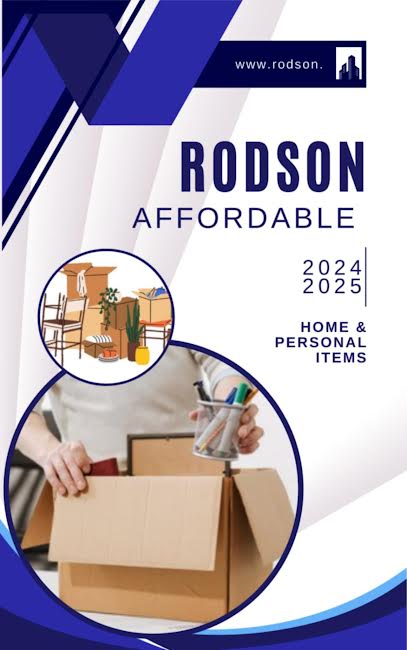 www.rodson.
RODSON
AFFORDABLE
2024
2025
HOME &
PERSONAL
ITEMS